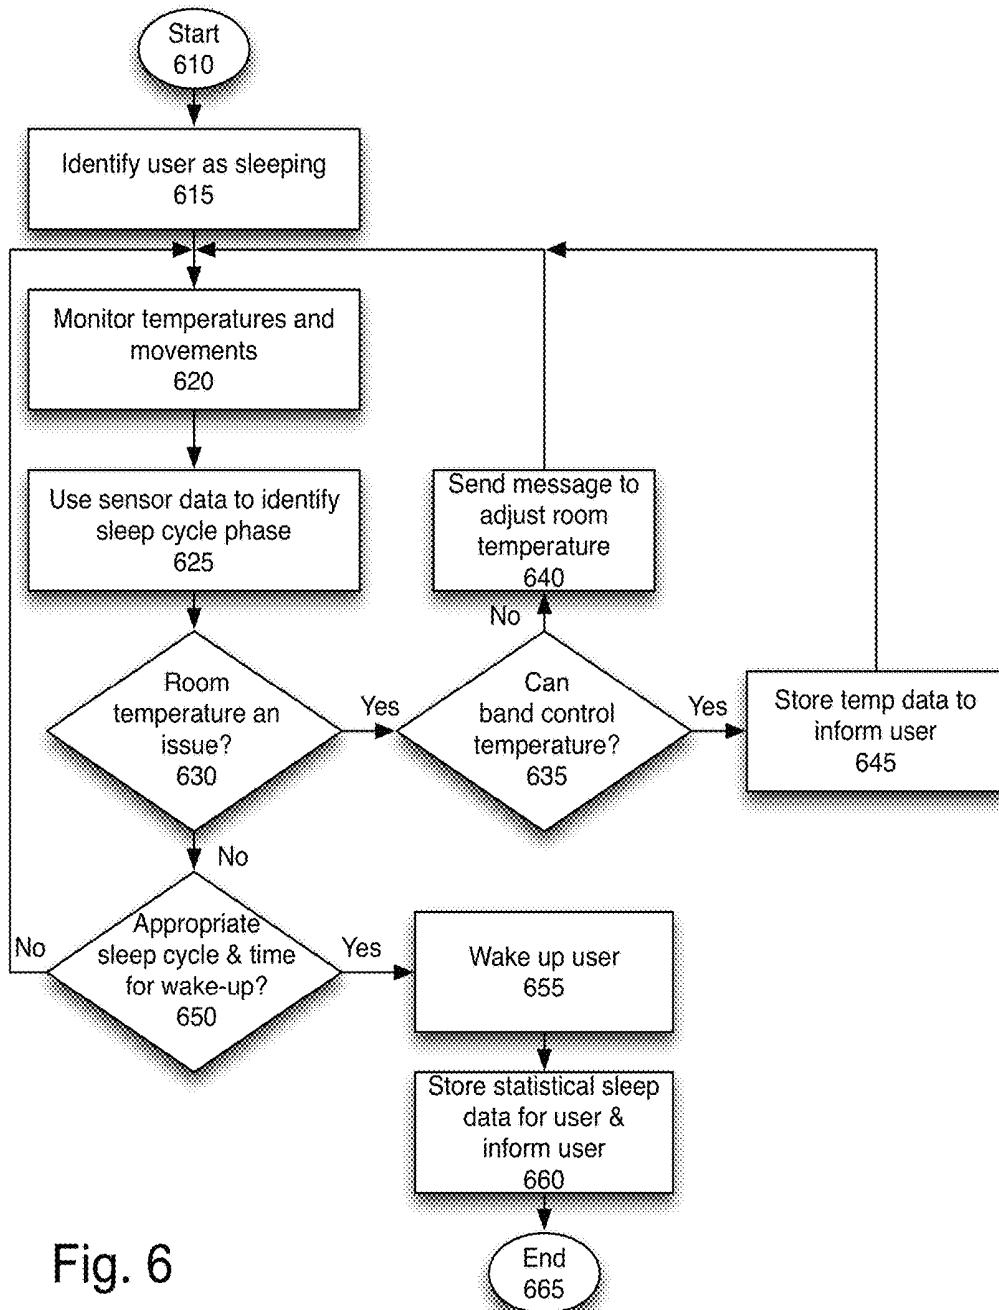 Start
610
Identify user as sleeping
615
Monitor temperatures and
movements
620
Use sensor data to identify
sleep cycle phase
625
Send message to
adjust room
temperature
640
No
Room
temperature an
issue?
630
Yes
Can
band control
temperature?
635
Yes
Store temp data to
inform user
645
No
No
Appropriate
sleep cycle & time
for wake-up?
650
Yes
Wake up user
655
Store statistical sleep
data for user &
inform user
660
End
665
Fig. 6